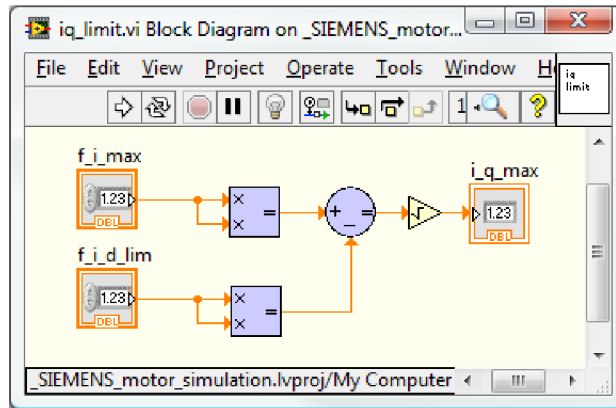 iq_limit.vi Block Diagram on _SIEMENS_motor...
File Edit View Project Operate Tools Window H
iq
limit
1
?
f_i_max
1.23
DBL
i_q_max
1.23
DBL
f_i_d_lim
1.23
DBL
_SIEMENS_motor_simulation.lvproj/My Computer